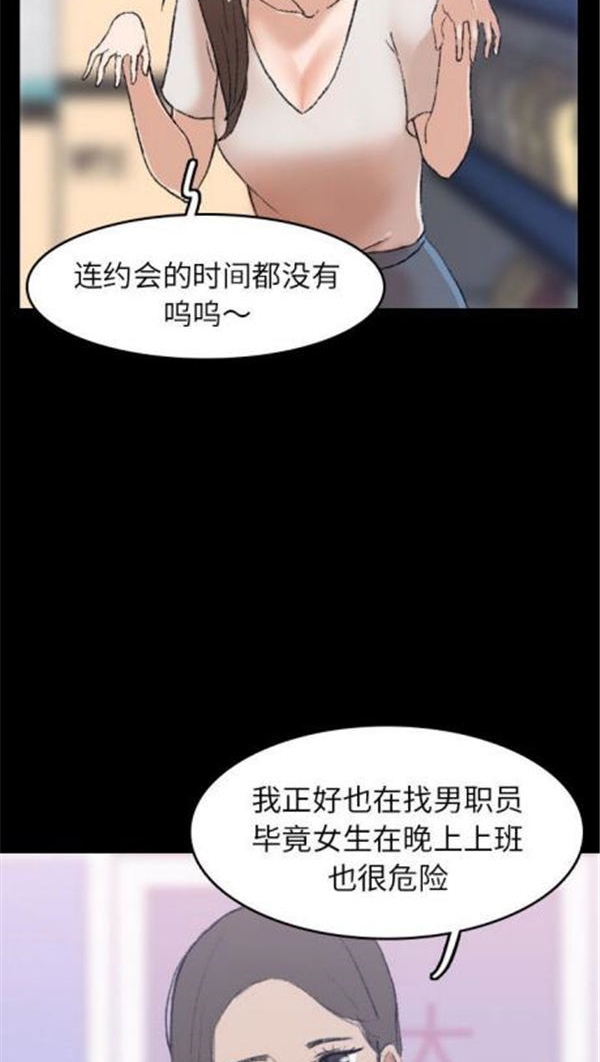 连约会的时间都没有
呜呜～
我正好也在找男职员
毕竟女生在晚上上班
也很危险
大